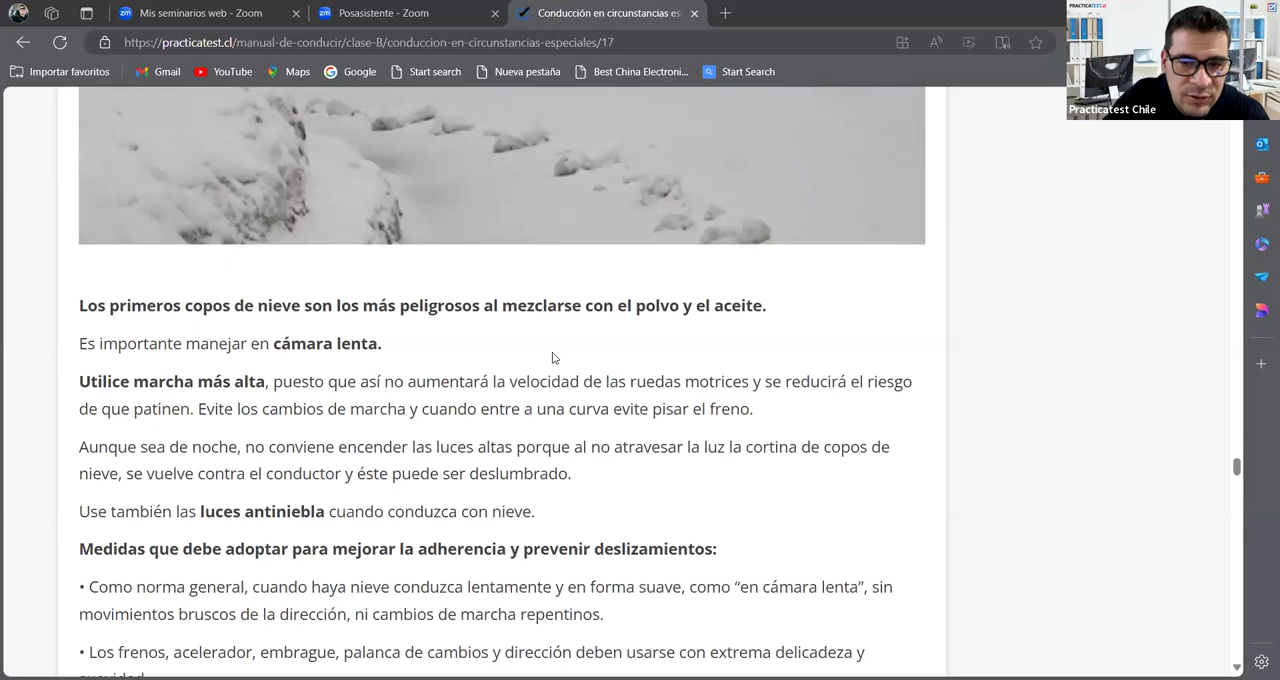 Mis seminarios web - Zoom
Posasistente - Zoom
Conducción en circunstancias es
https://practicatest.cl/manual-de-conducir/clase-B/conduccion-en-circunstancias-especiales/17
Importar favoritos
Gmail
YouTube
Maps
Google
Start search
Nueva pestaña
Best China Electroni...
Start Search
PRACTICATEST.cl
Practicatest Chile
Los primeros copos de nieve son los más peligrosos al mezclarse con el polvo y el aceite.
Es importante manejar en cámara lenta.
Utilice marcha más alta, puesto que así no aumentará la velocidad de las ruedas motrices y se reducirá el riesgo
de que patinen. Evite los cambios de marcha y cuando entre a una curva evite pisar el freno.
Aunque sea de noche, no conviene encender las luces altas porque al no atravesar la luz la cortina de copos de
nieve, se vuelve contra el conductor y éste puede ser deslumbrado.
Use también las luces antiniebla cuando conduzca con nieve.
Medidas que debe adoptar para mejorar la adherencia y prevenir deslizamientos:
• Como norma general, cuando haya nieve conduzca lentamente y en forma suave, como “en cámara lenta”, sin
movimientos bruscos de la dirección, ni cambios de marcha repentinos.
• Los frenos, acelerador, embrague, palanca de cambios y dirección deben usarse con extrema delicadeza y